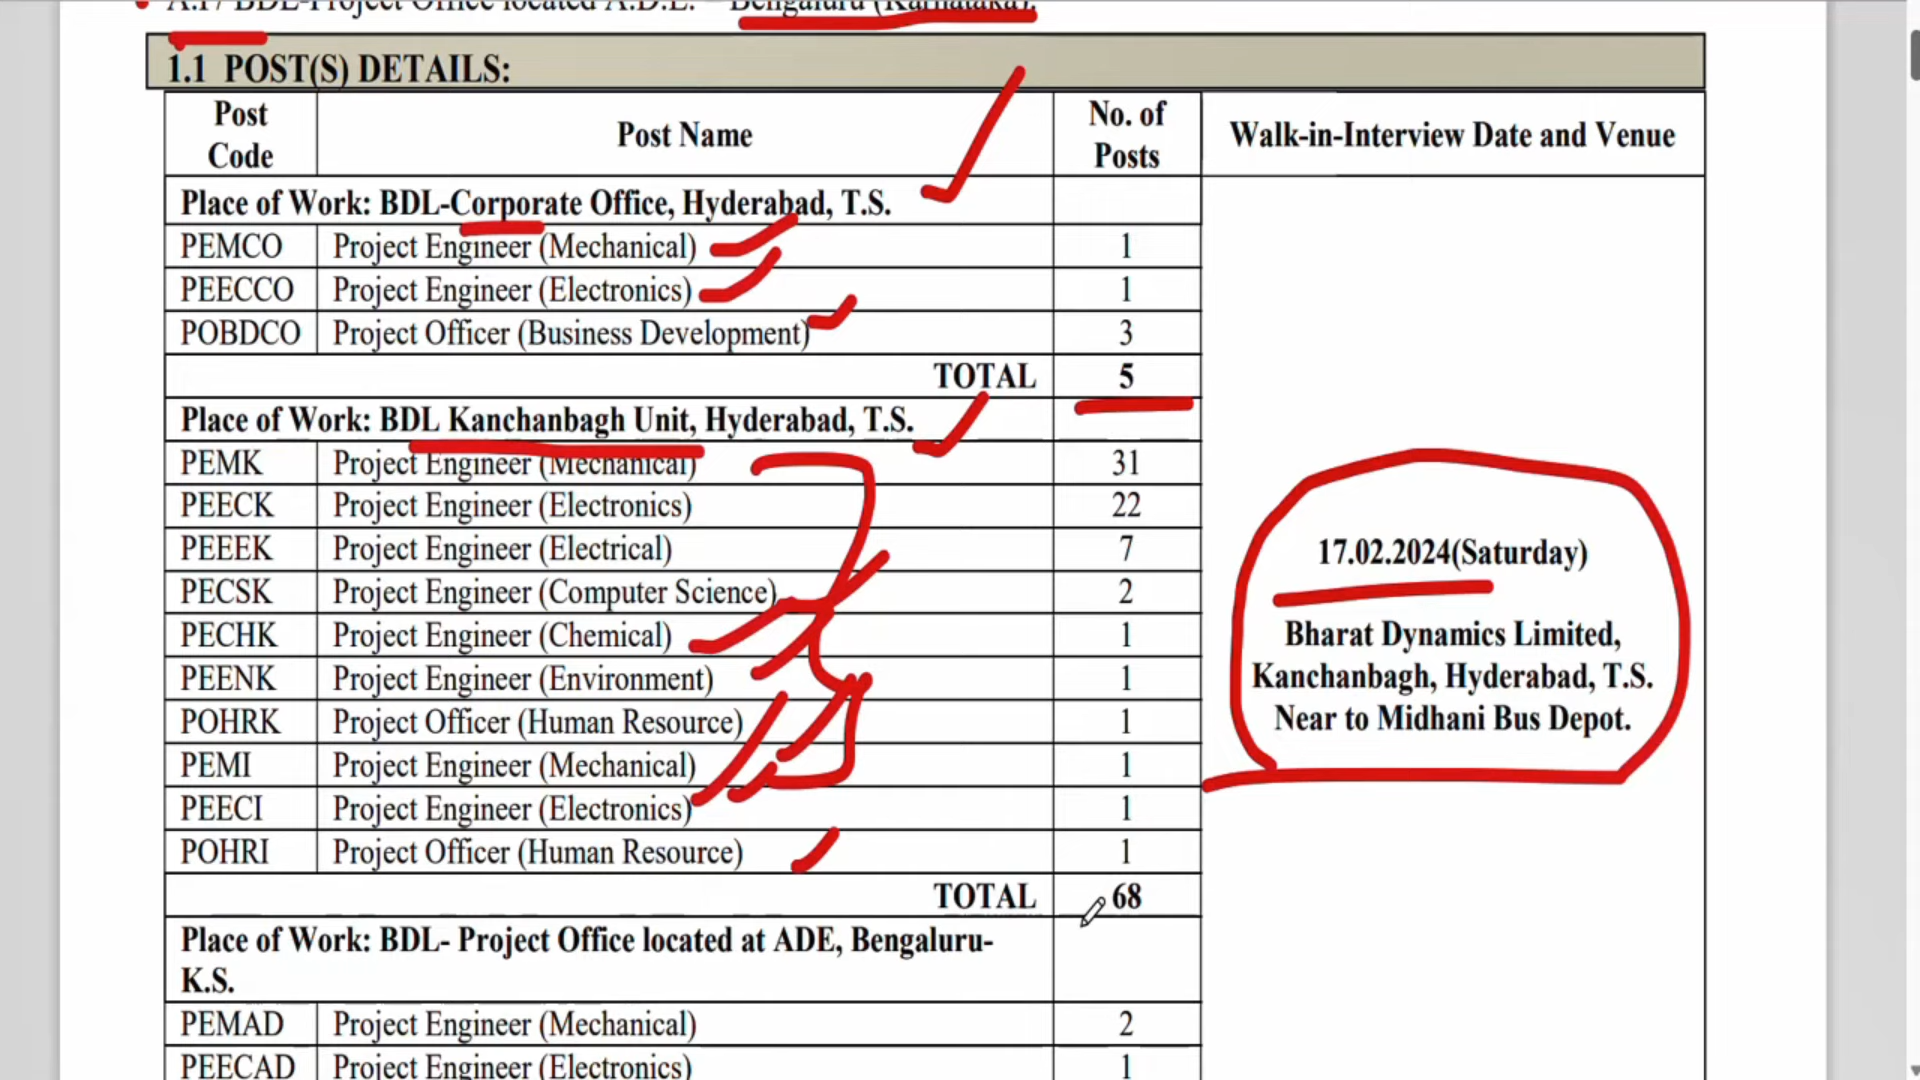 A.17 BDL-Project Office located A.D.E. – Bengaluru (Karnataka).
1.1 POST(S) DETAILS:
Post Code | Post Name | No. of Posts | Walk-in-Interview Date and Venue
Place of Work: BDL-Corporate Office, Hyderabad, T.S.
PEMCO Project Engineer (Mechanical) 1
PEECCO Project Engineer (Electronics) 1
POBDCO Project Officer (Business Development) 3
TOTAL 5
Place of Work: BDL Kanchanbagh Unit, Hyderabad, T.S.
PEMK Project Engineer (Mechanical) 31
PEECK Project Engineer (Electronics) 22
PEEEK Project Engineer (Electrical) 7
PECSK Project Engineer (Computer Science) 2
PECHK Project Engineer (Chemical) 1
PEENK Project Engineer (Environment) 1
POHRK Project Officer (Human Resource) 1
PEMI Project Engineer (Mechanical) 1
PEECI Project Engineer (Electronics) 1
POHRI Project Officer (Human Resource) 1
TOTAL 68
Place of Work: BDL- Project Office located at ADE, Bengaluru-
K.S.
PEMAD Project Engineer (Mechanical) 2
PEECAD Project Engineer (Electronics) 1
17.02.2024(Saturday)
Bharat Dynamics Limited,
Kanchanbagh, Hyderabad, T.S.
Near to Midhani Bus Depot.